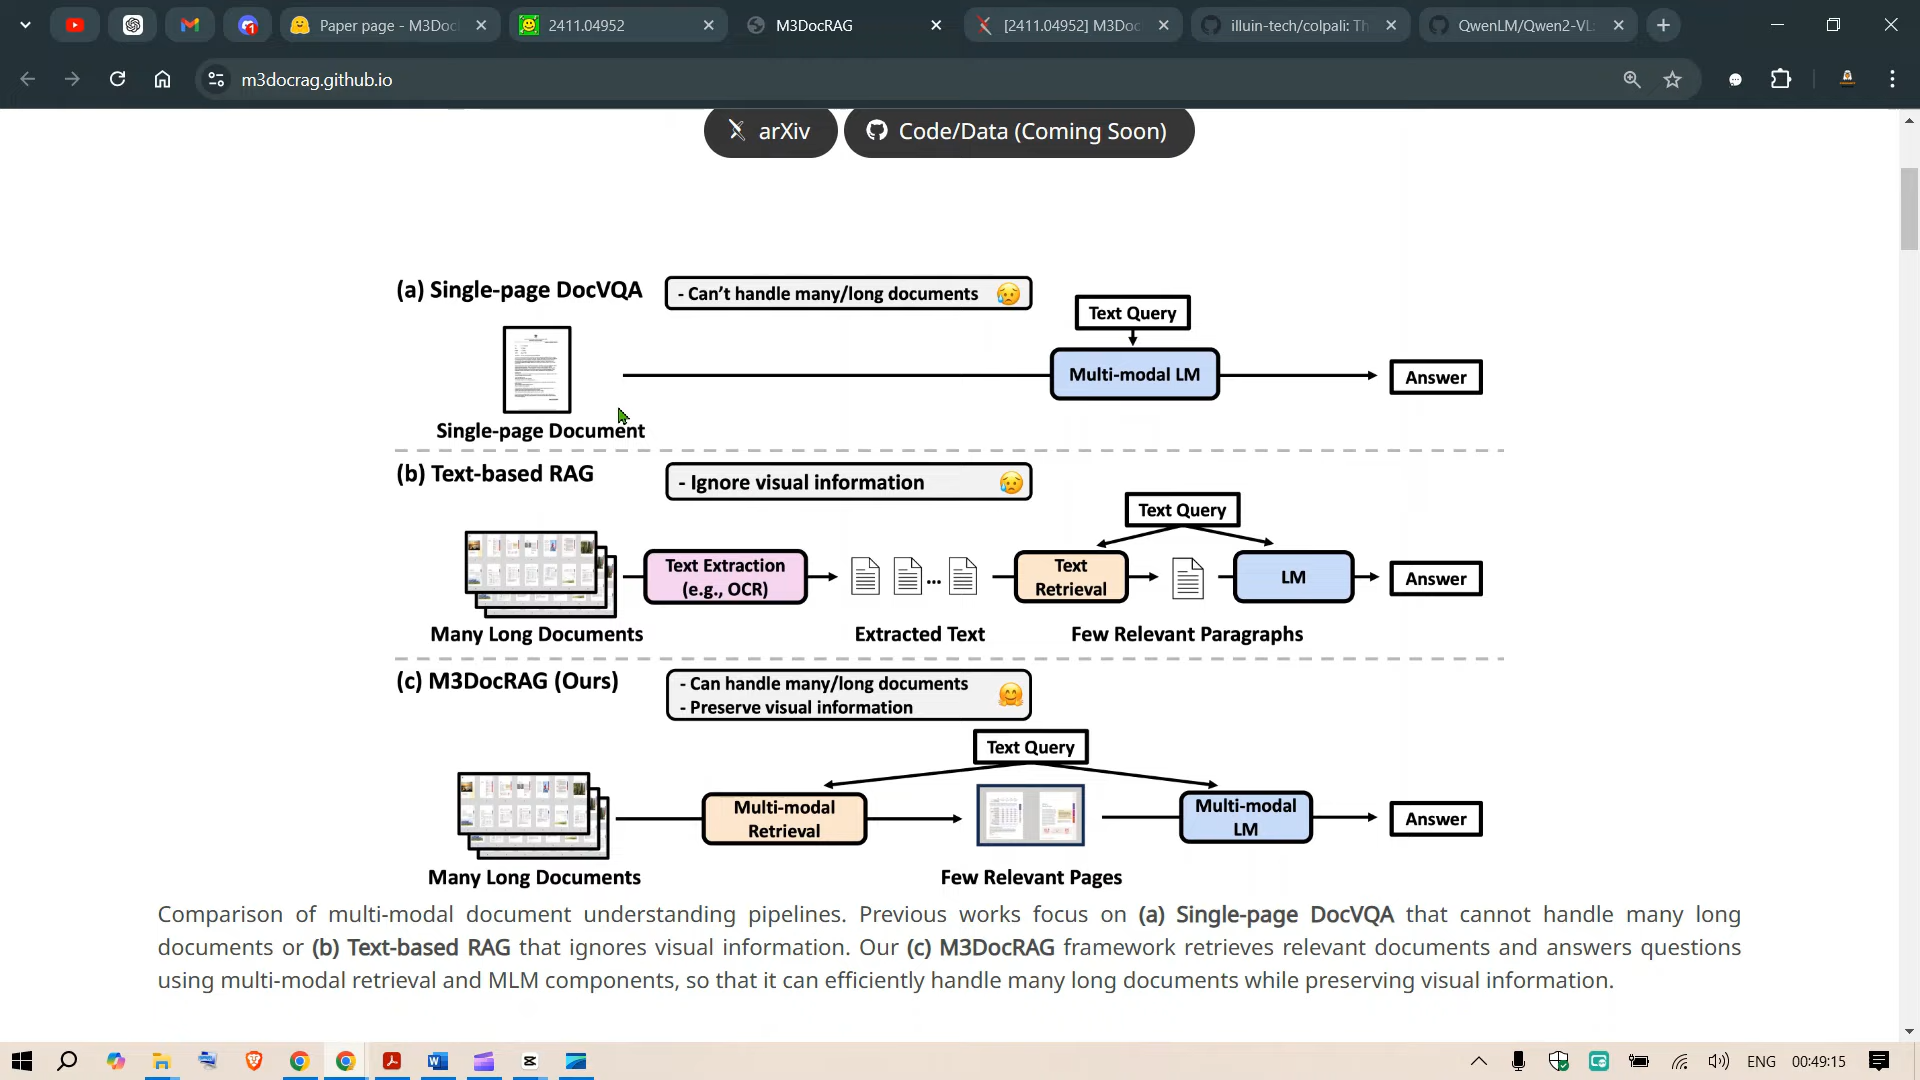 Paper page - M3Doc
2411.04952
M3DocRAG
[2411.04952] M3Doc
illuin-tech/colpali: Th
QwenLM/Qwen2-VL:
m3docrag.github.io
arXiv
Code/Data (Coming Soon)
(a) Single-page DocVQA
- Can't handle many/long documents
Text Query
Multi-modal LM
Answer
Single-page Document
(b) Text-based RAG
- Ignore visual information
Text Query
Text Extraction
(e.g., OCR)
...
Text
Retrieval
LM
Answer
Many Long Documents
Extracted Text
Few Relevant Paragraphs
(c) M3DocRAG (Ours)
- Can handle many/long documents
- Preserve visual information
Text Query
Multi-modal
Retrieval
Multi-modal
LM
Answer
Many Long Documents
Few Relevant Pages
Comparison of multi-modal document understanding pipelines. Previous works focus on (a) Single-page DocVQA that cannot handle many long
documents or (b) Text-based RAG that ignores visual information. Our (c) M3DocRAG framework retrieves relevant documents and answers questions
using multi-modal retrieval and MLM components, so that it can efficiently handle many long documents while preserving visual information.
ENG
00:49:15